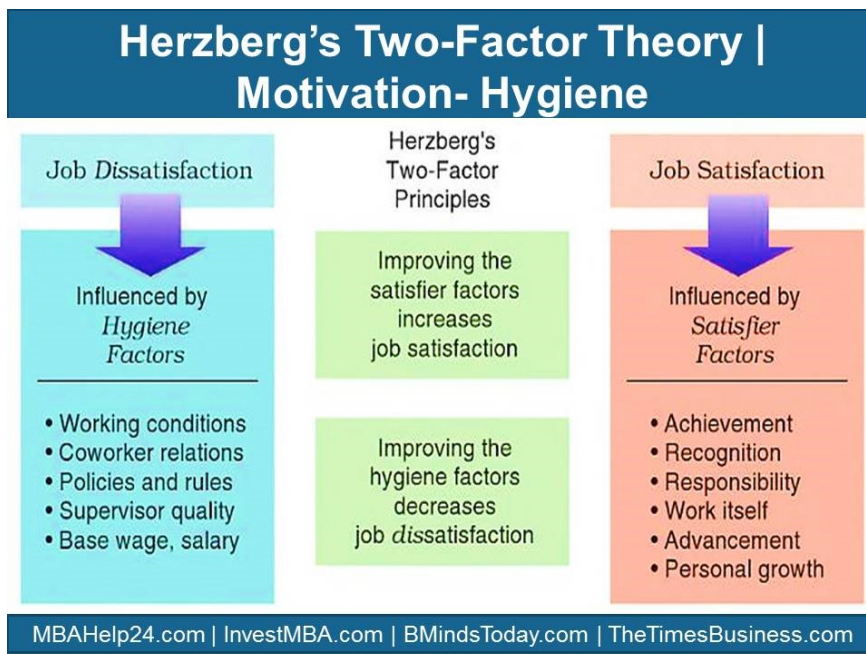 Herzberg's Two-Factor Theory |
Motivation- Hygiene
Job Dissatisfaction
Influenced by
Hygiene
Factors
• Working conditions
• Coworker relations
• Policies and rules
• Supervisor quality
• Base wage, salary
Herzberg's
Two-Factor
Principles
Improving the
satisfier factors
increases
job satisfaction
Improving the
hygiene factors
decreases
job dissatisfaction
Job Satisfaction
Influenced by
Satisfier
Factors
• Achievement
• Recognition
• Responsibility
• Work itself
• Advancement
• Personal growth
MBAHelp24.com | InvestMBA.com | BMindsToday.com | TheTimesBusiness.com